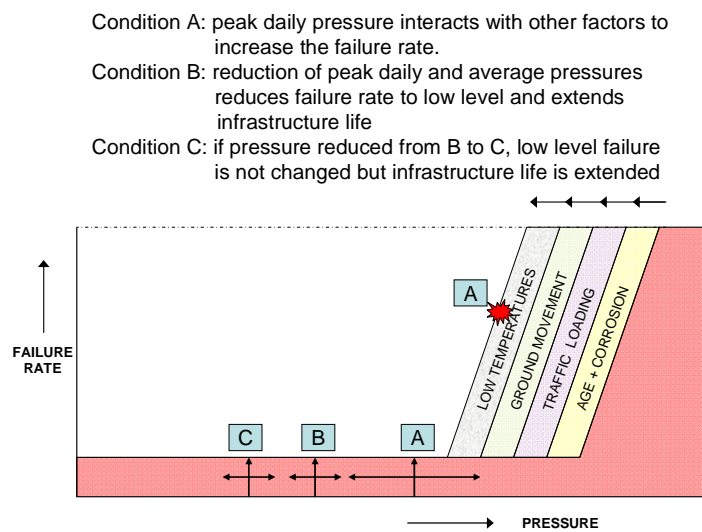 Condition A: peak daily pressure interacts with other factors to
increase the failure rate.
Condition B: reduction of peak daily and average pressures
reduces failure rate to low level and extends
infrastructure life
Condition C: if pressure reduced from B to C, low level failure
is not changed but infrastructure life is extended
A
LOW TEMPERATURES
GROUND MOVEMENT
TRAFFIC LOADING
AGE + CORROSION
FAILURE
RATE
C
B
A
PRESSURE